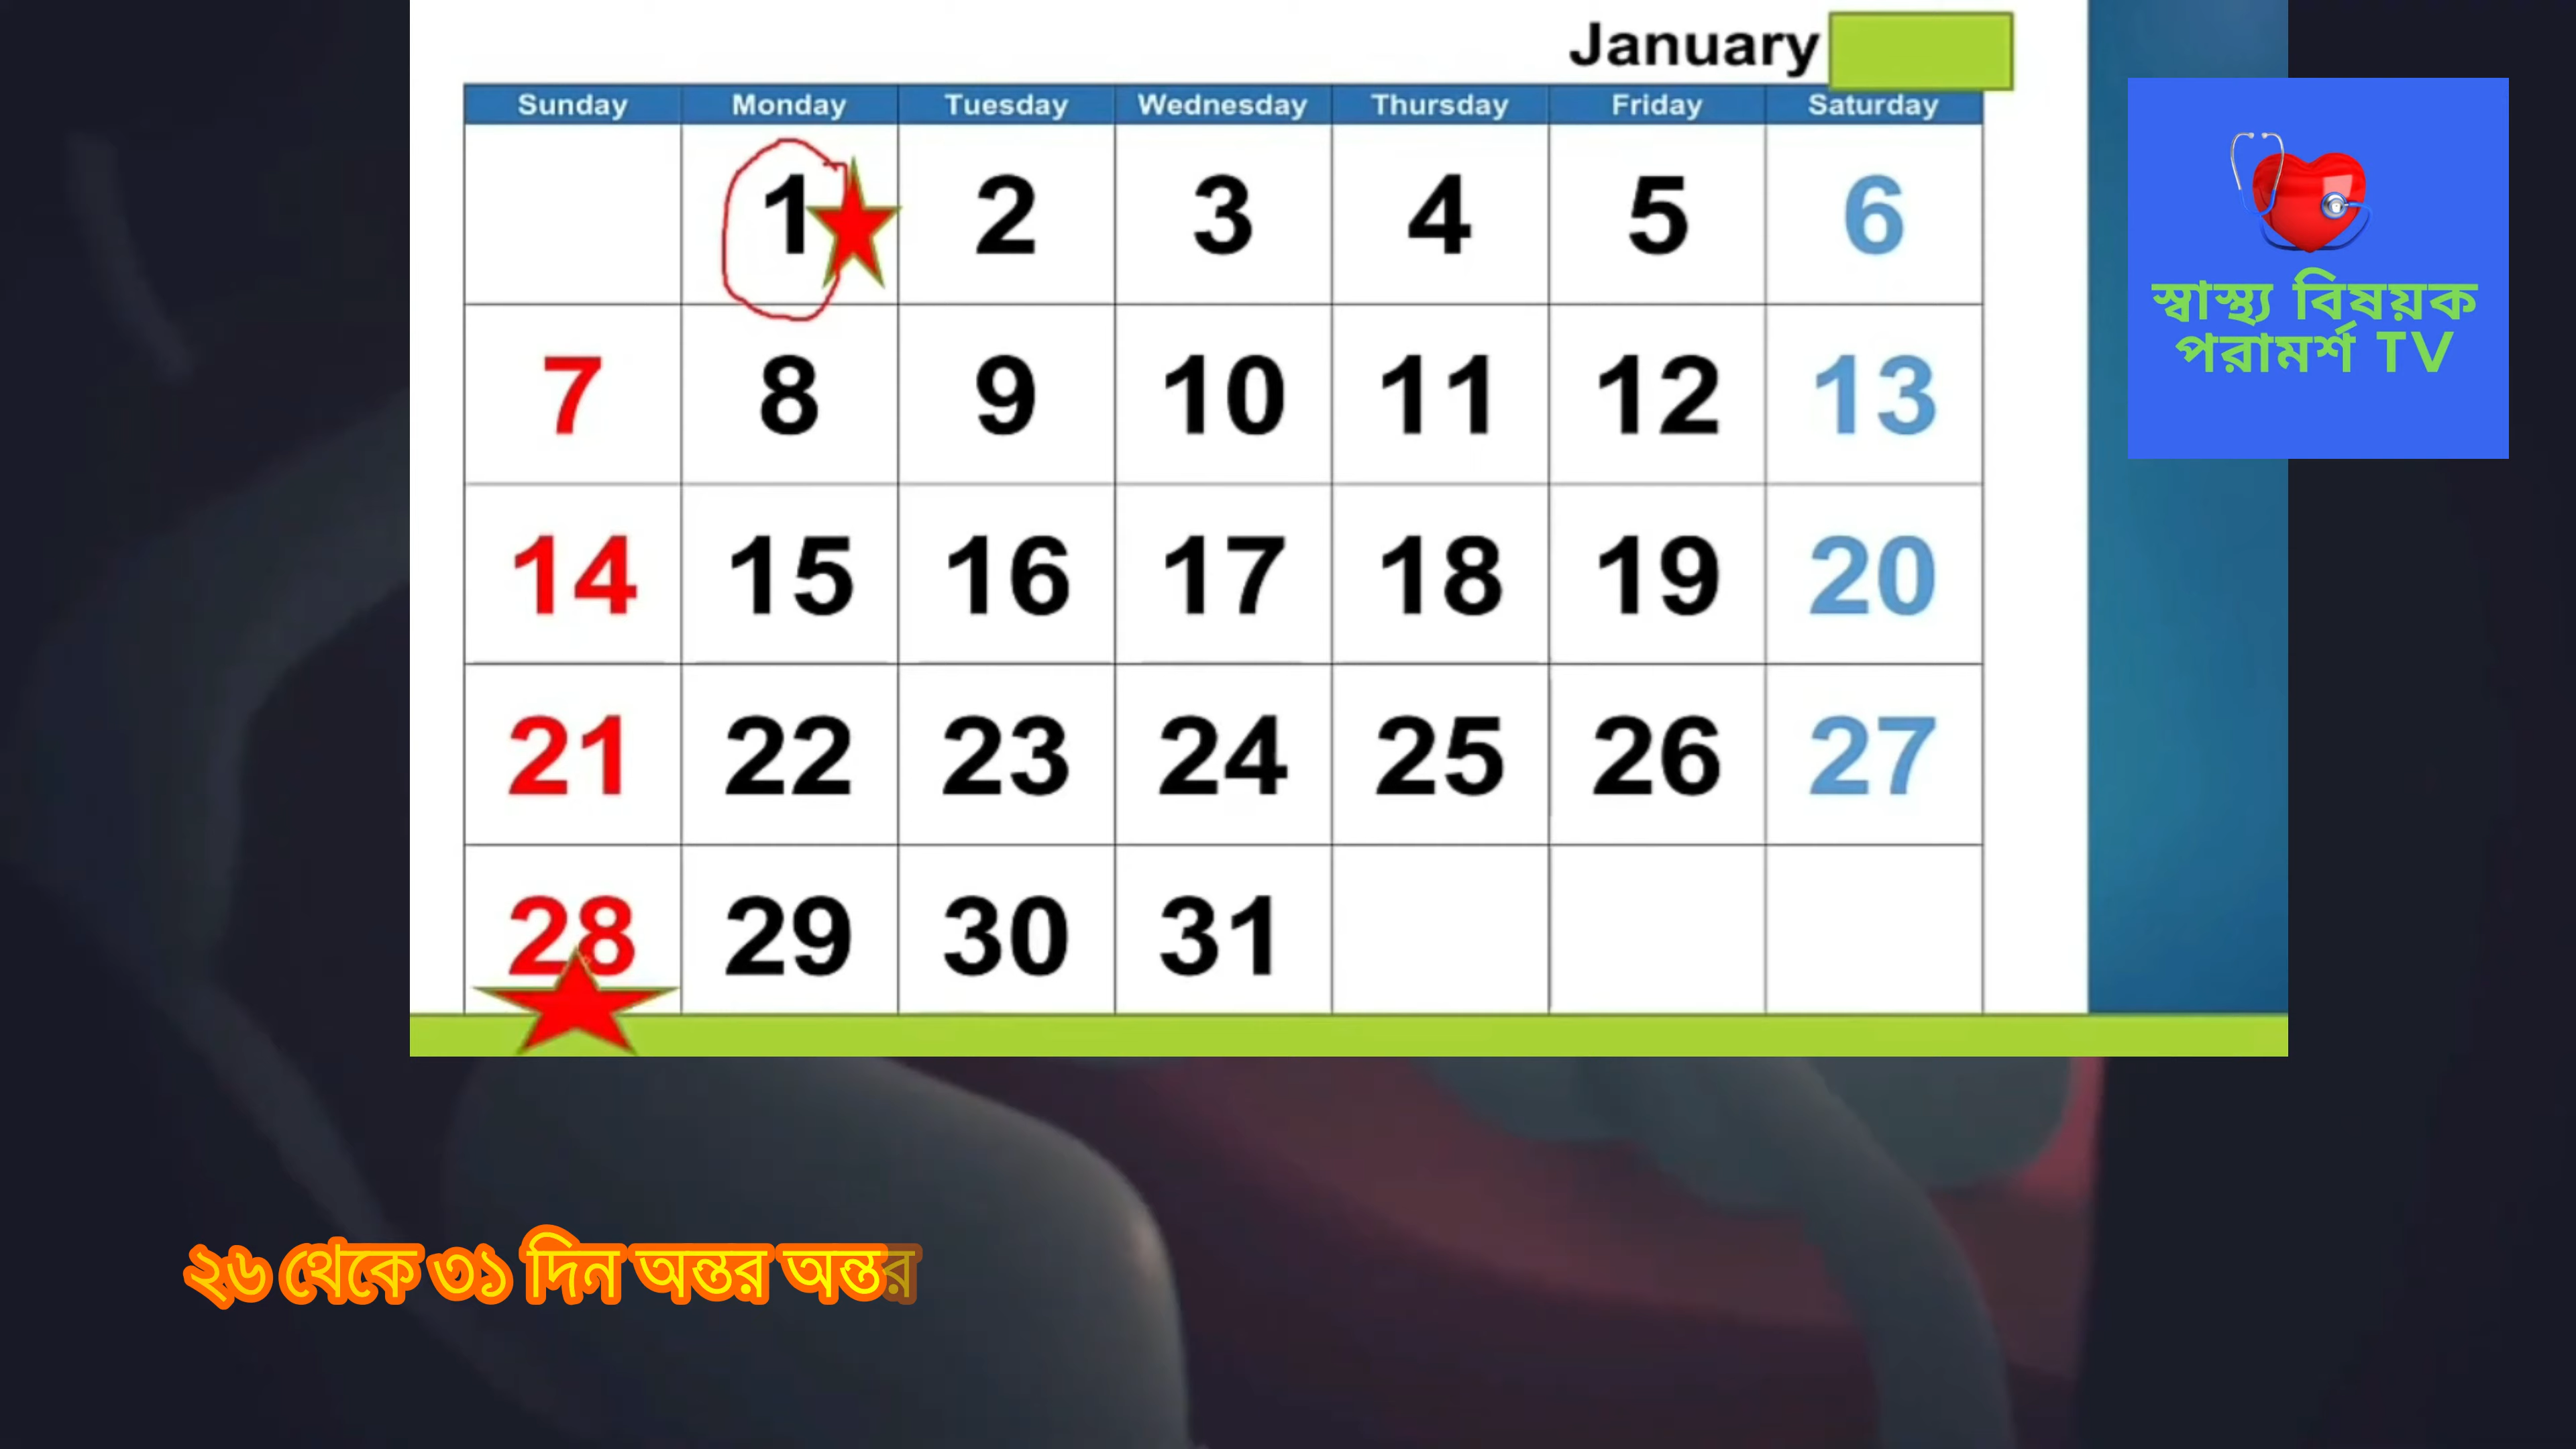 January
Sunday Monday Tuesday Wednesday Thursday Friday Saturday
1 2 3 4 5 6
7 8 9 10 11 12 13
14 15 16 17 18 19 20
21 22 23 24 25 26 27
28 29 30 31
স্বাস্থ্য বিষয়ক
পরামর্শ TV
২৬ থেকে ৩১ দিন অন্তর অন্তর